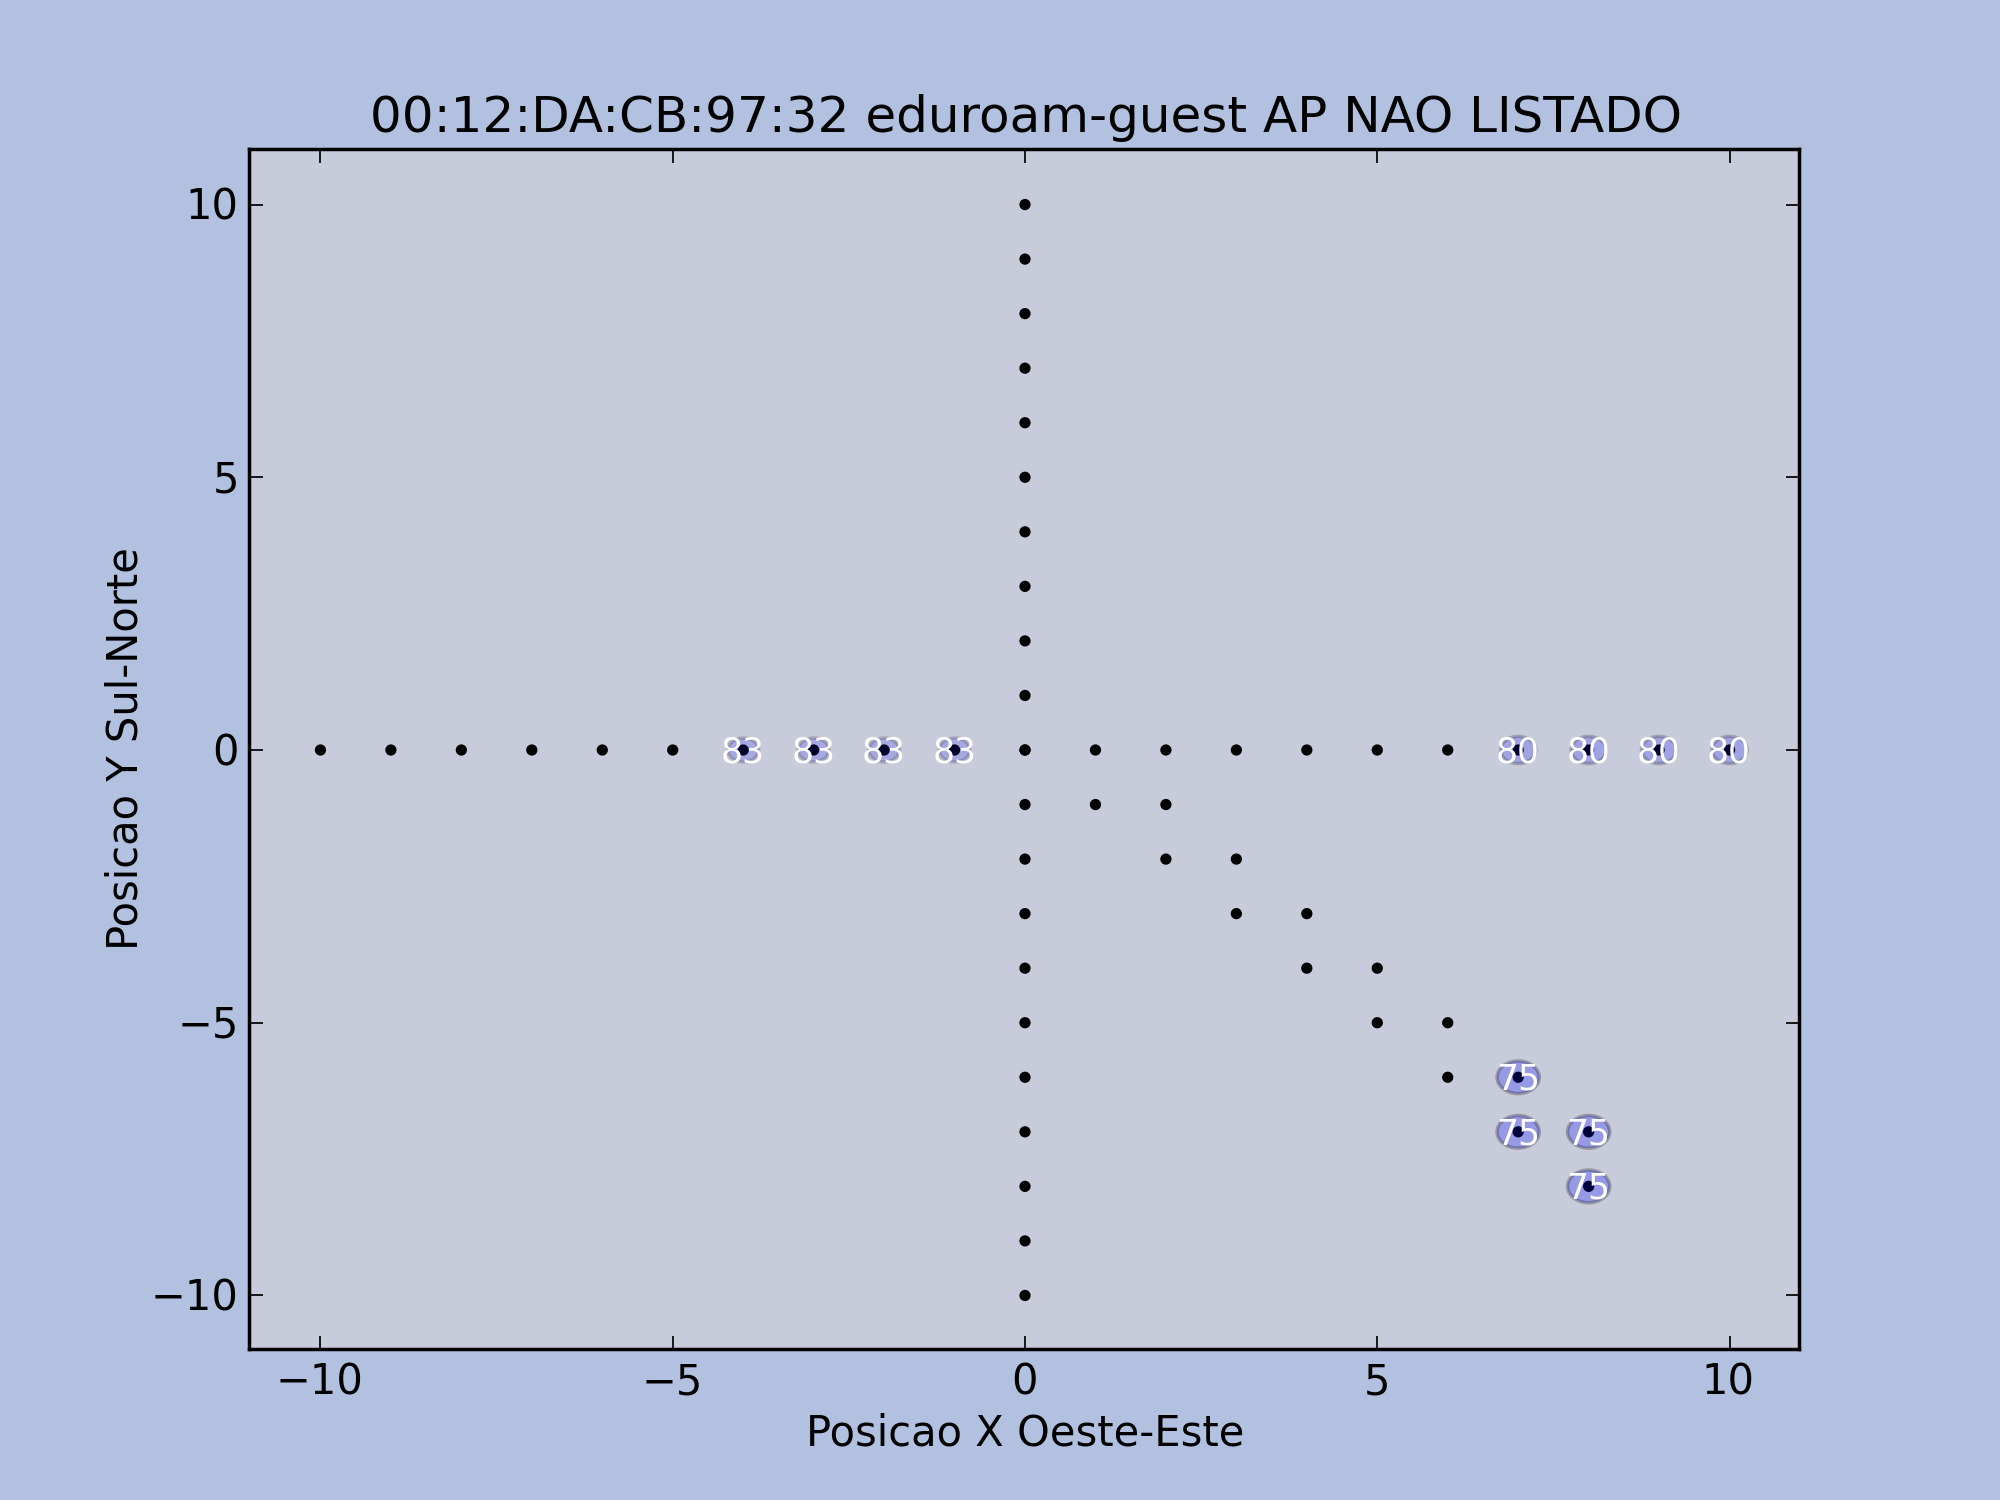 00:12:DA:CB:97:32 eduroam-guest AP NAO LISTADO
10
5
Posicao Y Sul-Norte
0
83 83 83 83 80 80 80 80
−5
75
75 75
75
−10
−10 −5 0 5 10
Posicao X Oeste-Este